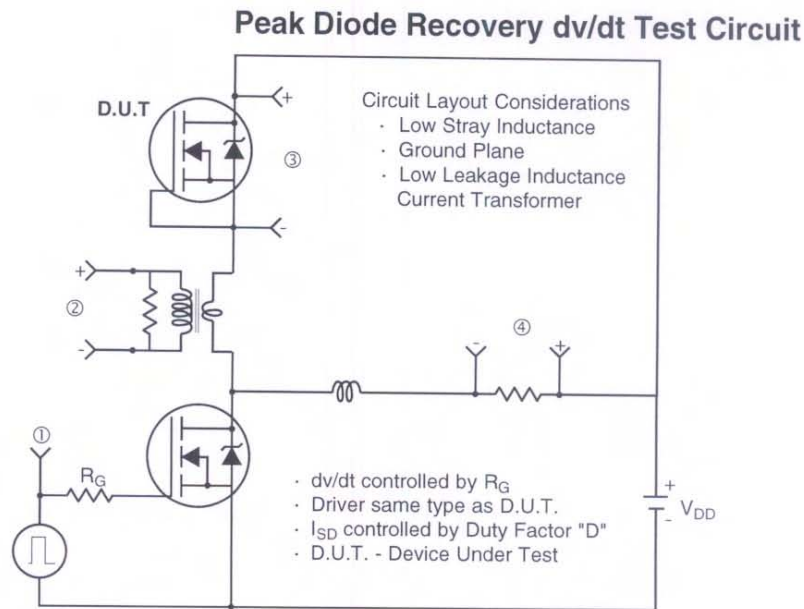 Peak Diode Recovery dv/dt Test Circuit
D.U.T
+
Circuit Layout Considerations
· Low Stray Inductance
· Ground Plane
· Low Leakage Inductance
Current Transformer
③
-
+
②
-
④
-
+
①
R_G
· dv/dt controlled by R_G
· Driver same type as D.U.T.
· I_SD controlled by Duty Factor "D"
· D.U.T. - Device Under Test
+
V_DD
-